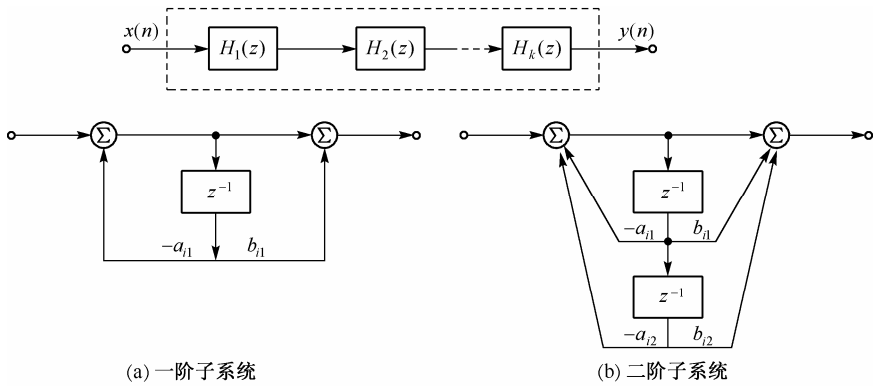 x(n) H₁(z) H₂(z) Hₖ(z) y(n)
Σ Σ Σ Σ
z⁻¹ z⁻¹
−aᵢ₁ bᵢ₁ −aᵢ₁ bᵢ₁
z⁻¹
−aᵢ₂ bᵢ₂
(a) 一阶子系统 (b) 二阶子系统